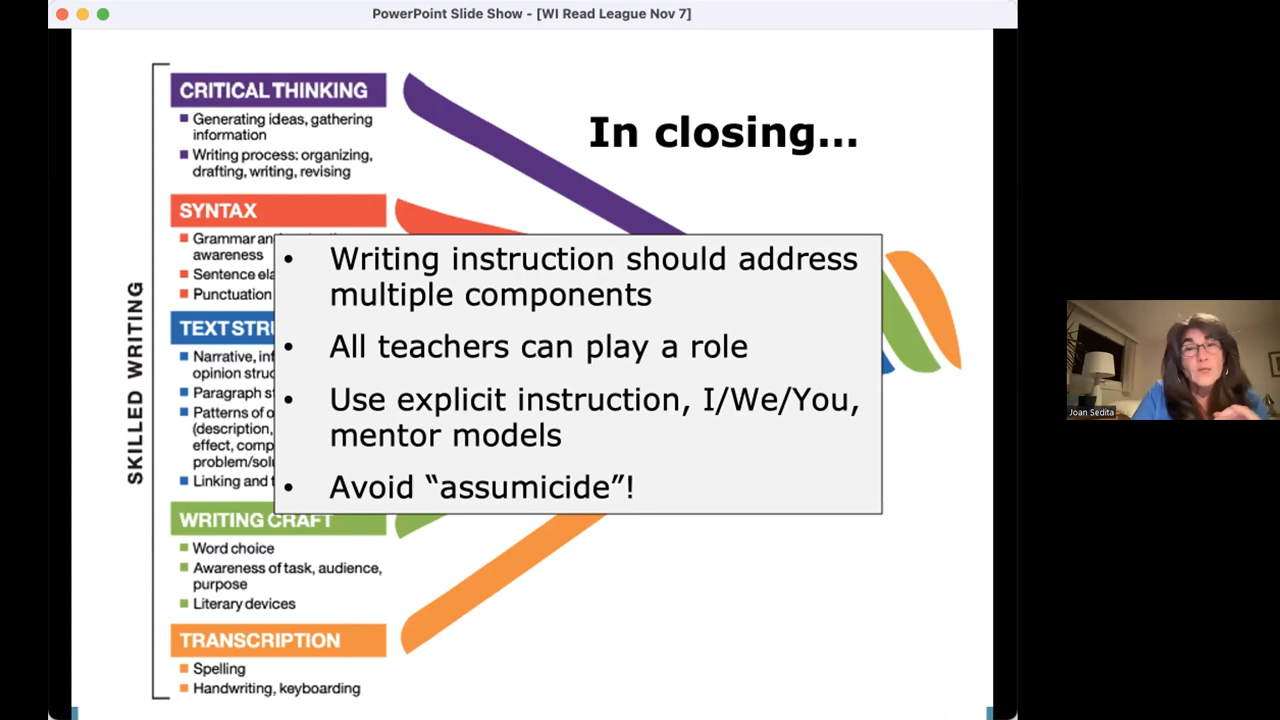 PowerPoint Slide Show - [WI Read League Nov 7]
In closing...
SKILLED WRITING
CRITICAL THINKING
■ Generating ideas, gathering
information
■ Writing process: organizing,
drafting, writing, revising
SYNTAX
■ Grammar and
awareness
■ Sentence ela
■ Punctuation
TEXT STRU
■ Narrative, inf
opinion struc
■ Paragraph st
■ Patterns of o
(description,
effect, comp
problem/solu
■ Linking and t
WRITING CRAFT
■ Word choice
■ Awareness of task, audience,
purpose
■ Literary devices
TRANSCRIPTION
■ Spelling
■ Handwriting, keyboarding
• Writing instruction should address
multiple components
• All teachers can play a role
• Use explicit instruction, I/We/You,
mentor models
• Avoid “assumicide”!
Joan Sedita